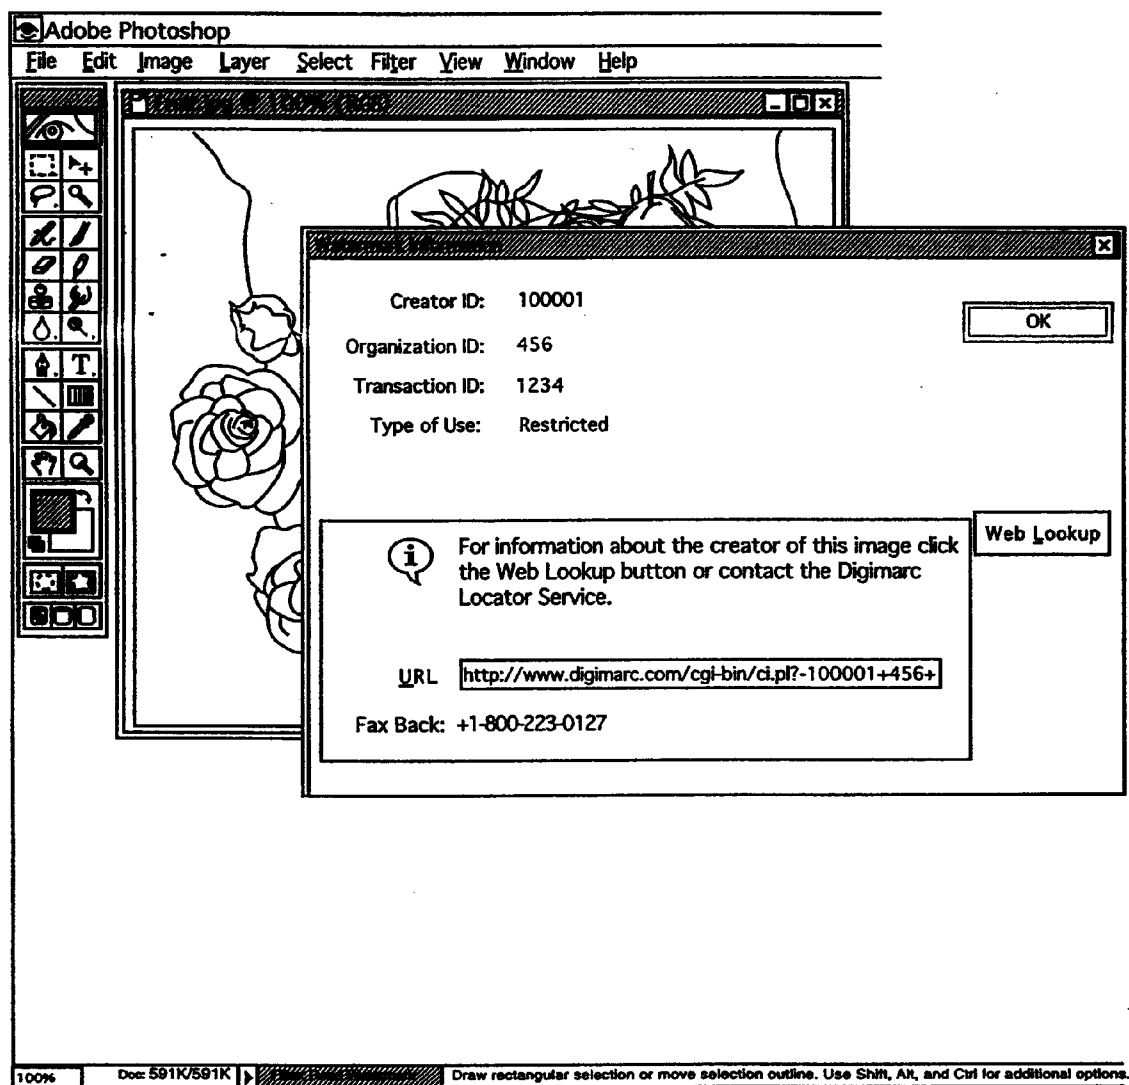 Adobe Photoshop
File Edit Image Layer Select Filter View Window Help
100% (RGB)
Watermark Information
Creator ID: 100001
OK
Organization ID: 456
Transaction ID: 1234
Type of Use: Restricted
T
Web Lookup
i
For information about the creator of this image click
the Web Lookup button or contact the Digimarc
Locator Service.
URL http://www.digimarc.com/cgi-bin/ci.pl?-100001+456+
Fax Back: +1-800-223-0127
100% Doc: 591K/591K Draw rectangular selection or move selection outline. Use Shift, Alt, and Ctrl for additional options.